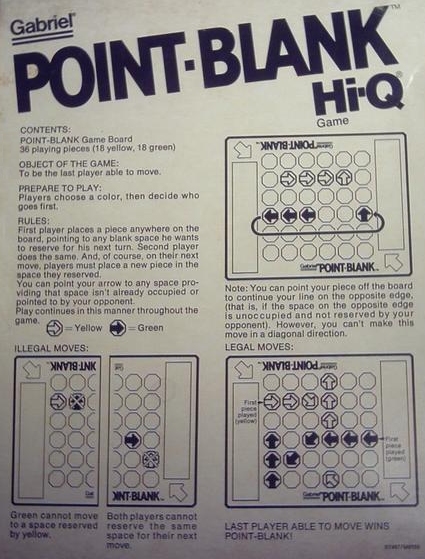 Gabriel®
POINT-BLANK™
Hi-Q®
Game
CONTENTS:
POINT-BLANK Game Board
36 playing pieces (18 yellow, 18 green)
OBJECT OF THE GAME:
To be the last player able to move.
PREPARE TO PLAY:
Players choose a color, then decide who
goes first.
RULES:
First player places a piece anywhere on the
board, pointing to any blank space he wants
to reserve for his next turn. Second player
does the same. And, of course, on their next
move, players must place a new piece in the
space they reserved.
You can point your arrow to any space pro-
viding that space isn't already occupied or
pointed to by your opponent.
Play continues in this manner throughout the
game.
= Yellow = Green
POINT-BLANK
Gabriel
Gabriel POINT-BLANK
Note: You can point your piece off the board
to continue your line on the opposite edge,
(that is, if the space on the opposite edge
is unoccupied and not reserved by your
opponent). However, you can't make this
move in a diagonal direction.
ILLEGAL MOVES:
INT-BLANK
Gab
POINT-
OINT-BLANK
Green cannot move
to a space reserved
by yellow.
Both players cannot
reserve the same
space for their next
move.
LEGAL MOVES:
POINT-BLANK
Gabriel
First
piece
played
(yellow)
First
piece
played
(green)
Gabriel POINT-BLANK
LAST PLAYER ABLE TO MOVE WINS
POINT-BLANK!